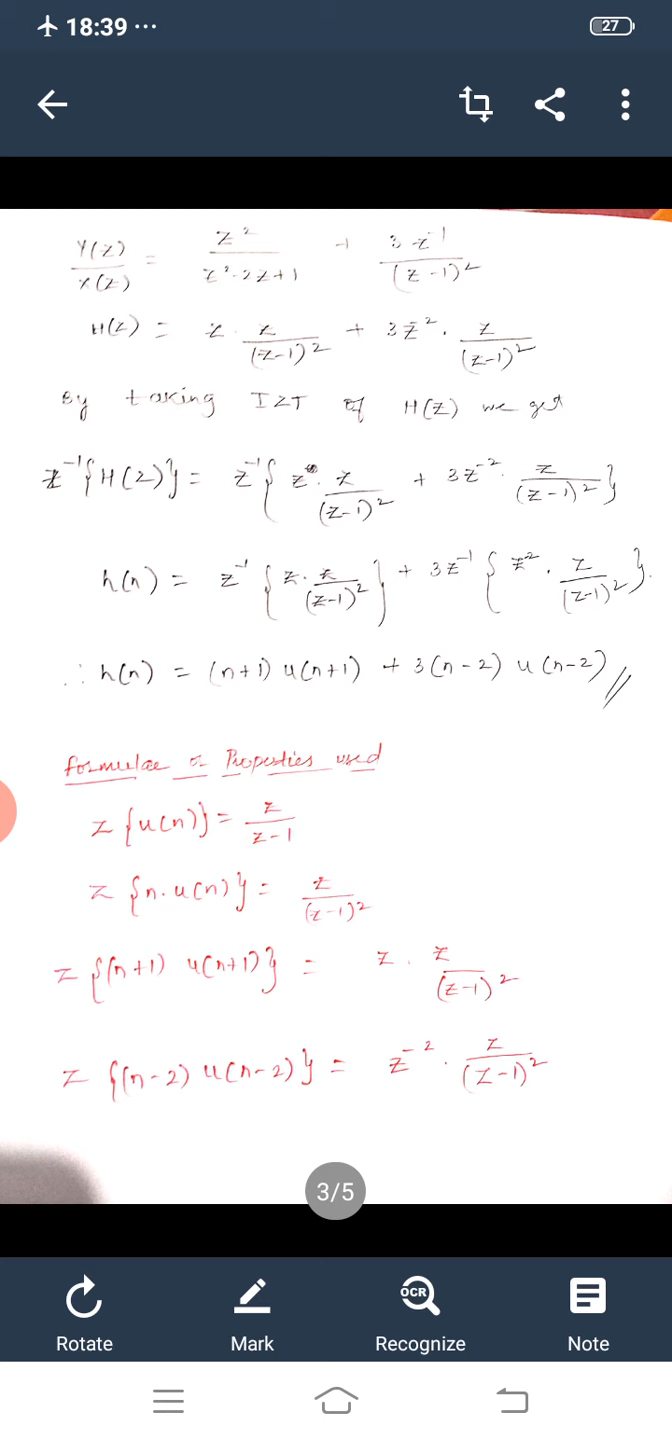 18:39 ...
27
Y(z)/X(z) = z²/(z²-2z+1) + 3z⁻¹/(z-1)²
H(z) = z · z/(z-1)² + 3z⁻² · z/(z-1)²
By taking IZT of H(z) we get
z⁻¹{H(z)} = z⁻¹{z · z/(z-1)² + 3z⁻² · z/(z-1)²}
h(n) = z⁻¹{z · z/(z-1)²} + 3z⁻¹{z⁻² · z/(z-1)²}.
∴ h(n) = (n+1) u(n+1) + 3(n-2) u(n-2)//
formulae or Properties used
z{u(n)} = z/(z-1)
z{n.u(n)} = z/(z-1)²
z{(n+1) u(n+1)} = z · z/(z-1)²
z{(n-2) u(n-2)} = z⁻² · z/(z-1)²
3/5
OCR
Rotate Mark Recognize Note